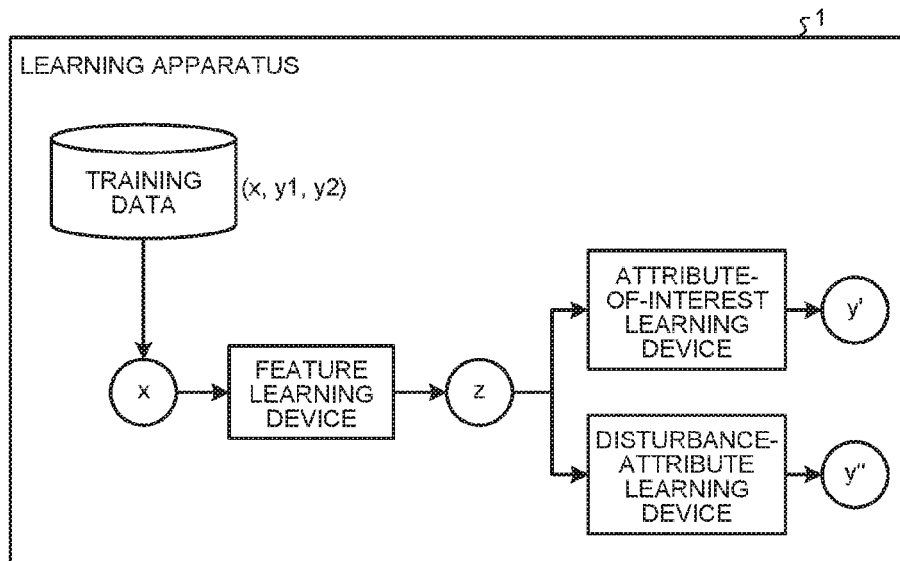 1
LEARNING APPARATUS
TRAINING
DATA
(x, y1, y2)
x
FEATURE
LEARNING
DEVICE
z
ATTRIBUTE-
OF-INTEREST
LEARNING
DEVICE
y'
DISTURBANCE-
ATTRIBUTE
LEARNING
DEVICE
y"